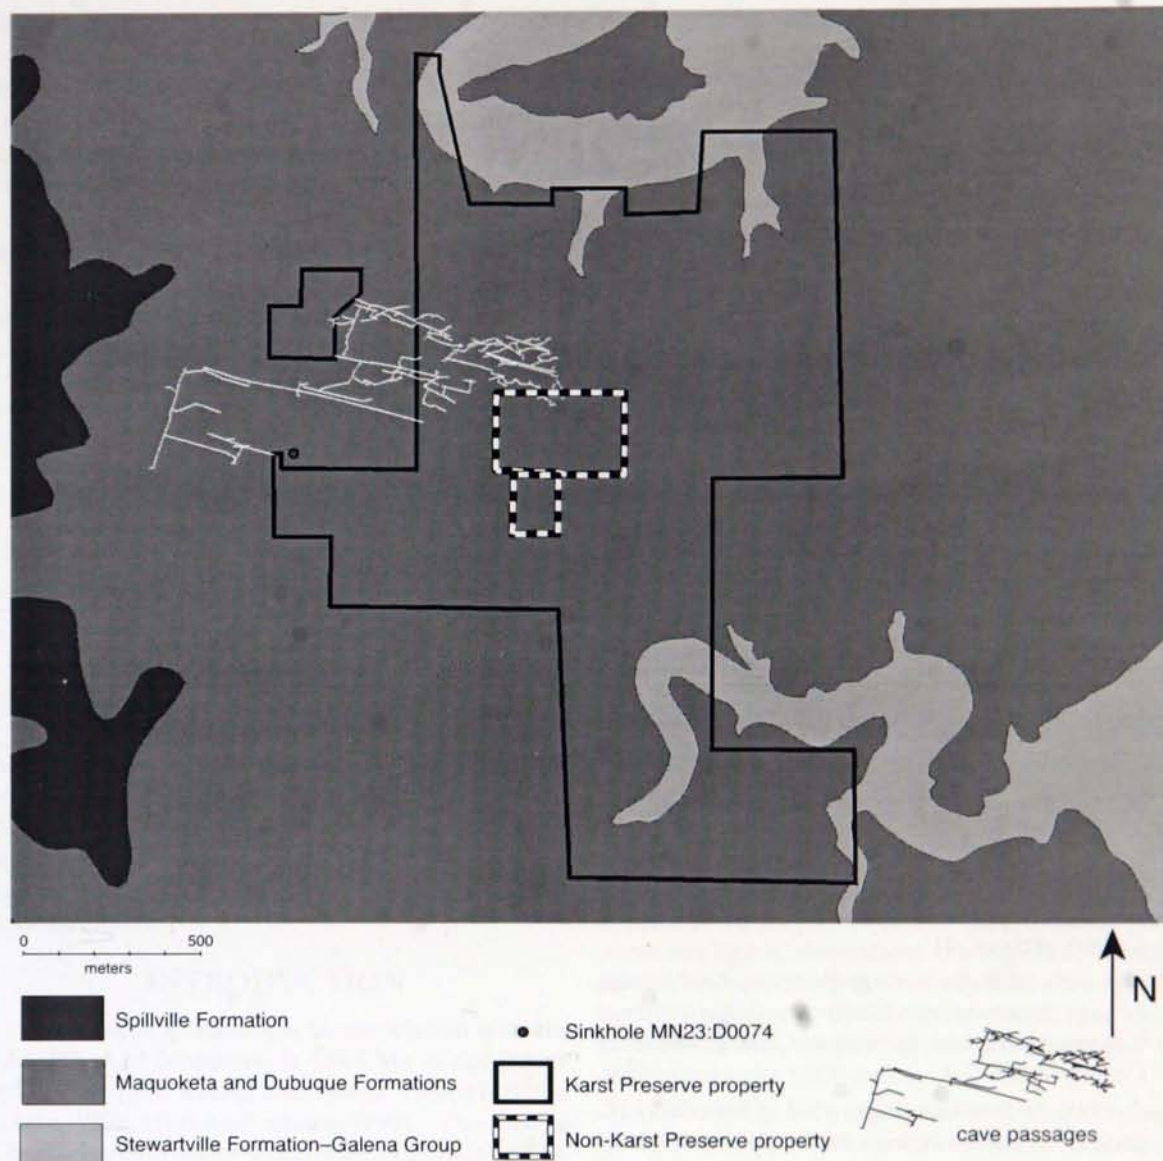 0 500
meters
N
Spillville Formation
Maquoketa and Dubuque Formations
Stewartville Formation–Galena Group
Sinkhole MN23:D0074
Karst Preserve property
Non-Karst Preserve property
cave passages